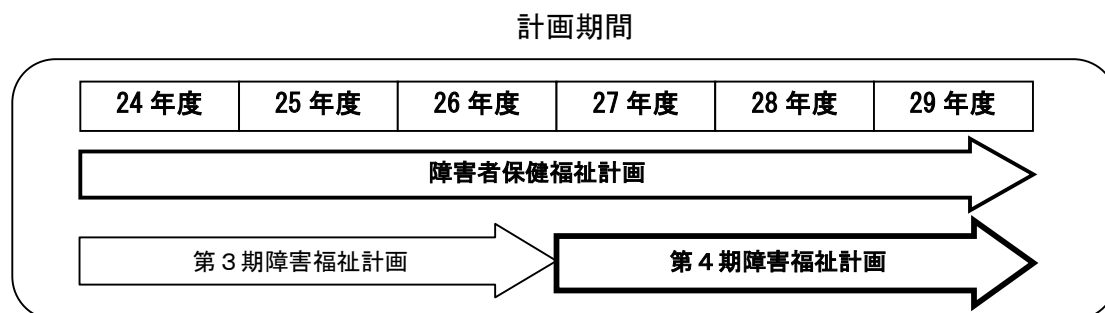 計画期間
24 年度 25 年度 26 年度 27 年度 28 年度 29 年度
障害者保健福祉計画
第３期障害福祉計画 第４期障害福祉計画